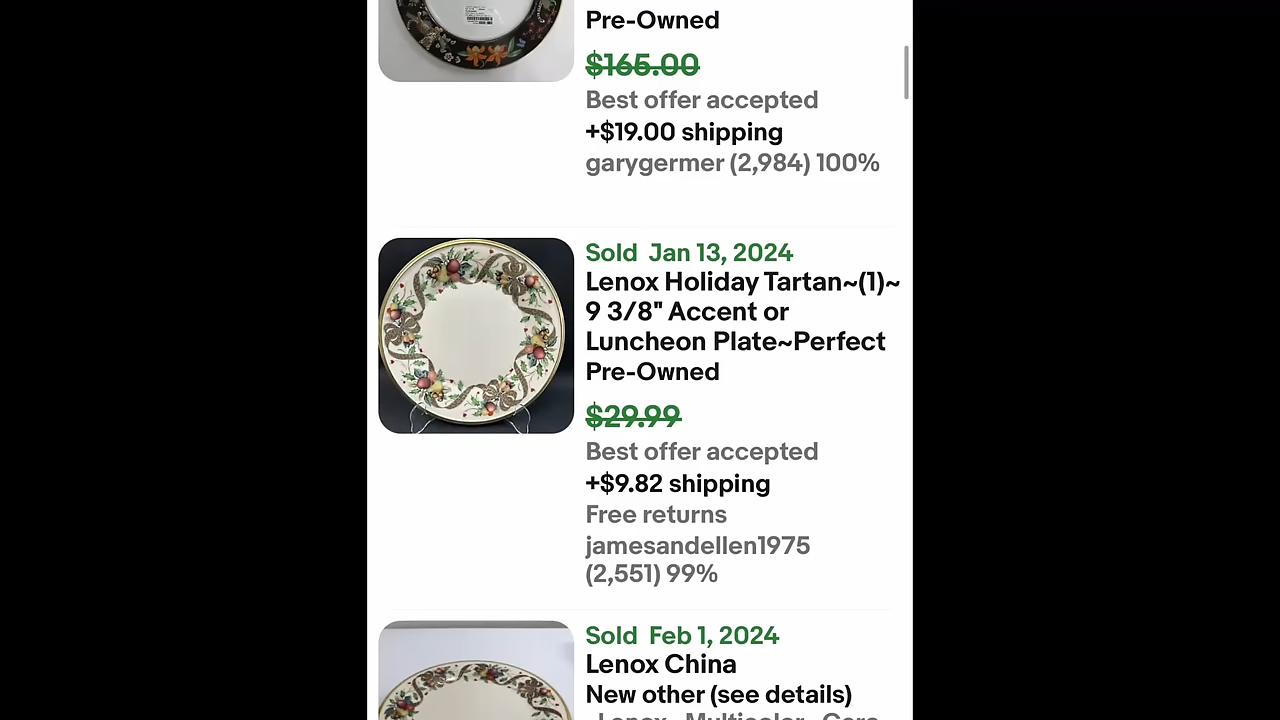 Pre-Owned
$165.00
Best offer accepted
+$19.00 shipping
garygermer (2,984) 100%
Sold Jan 13, 2024
Lenox Holiday Tartan~(1)~
9 3/8" Accent or
Luncheon Plate~Perfect
Pre-Owned
$29.99
Best offer accepted
+$9.82 shipping
Free returns
jamesandellen1975
(2,551) 99%
Sold Feb 1, 2024
Lenox China
New other (see details)
Lenox Multicolor